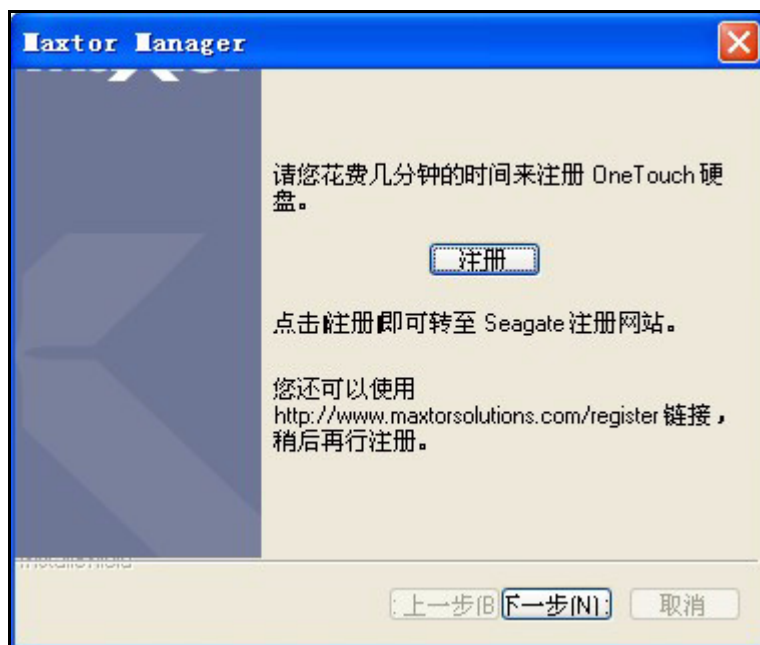 Maxtor Manager
请您花费几分钟的时间来注册 OneTouch 硬
盘。
注册
点击[注册]即可转至 Seagate 注册网站。
您还可以使用
http://www.maxtorsolutions.com/register 链接，
稍后再行注册。
上一步(B
下一步(N)
取消